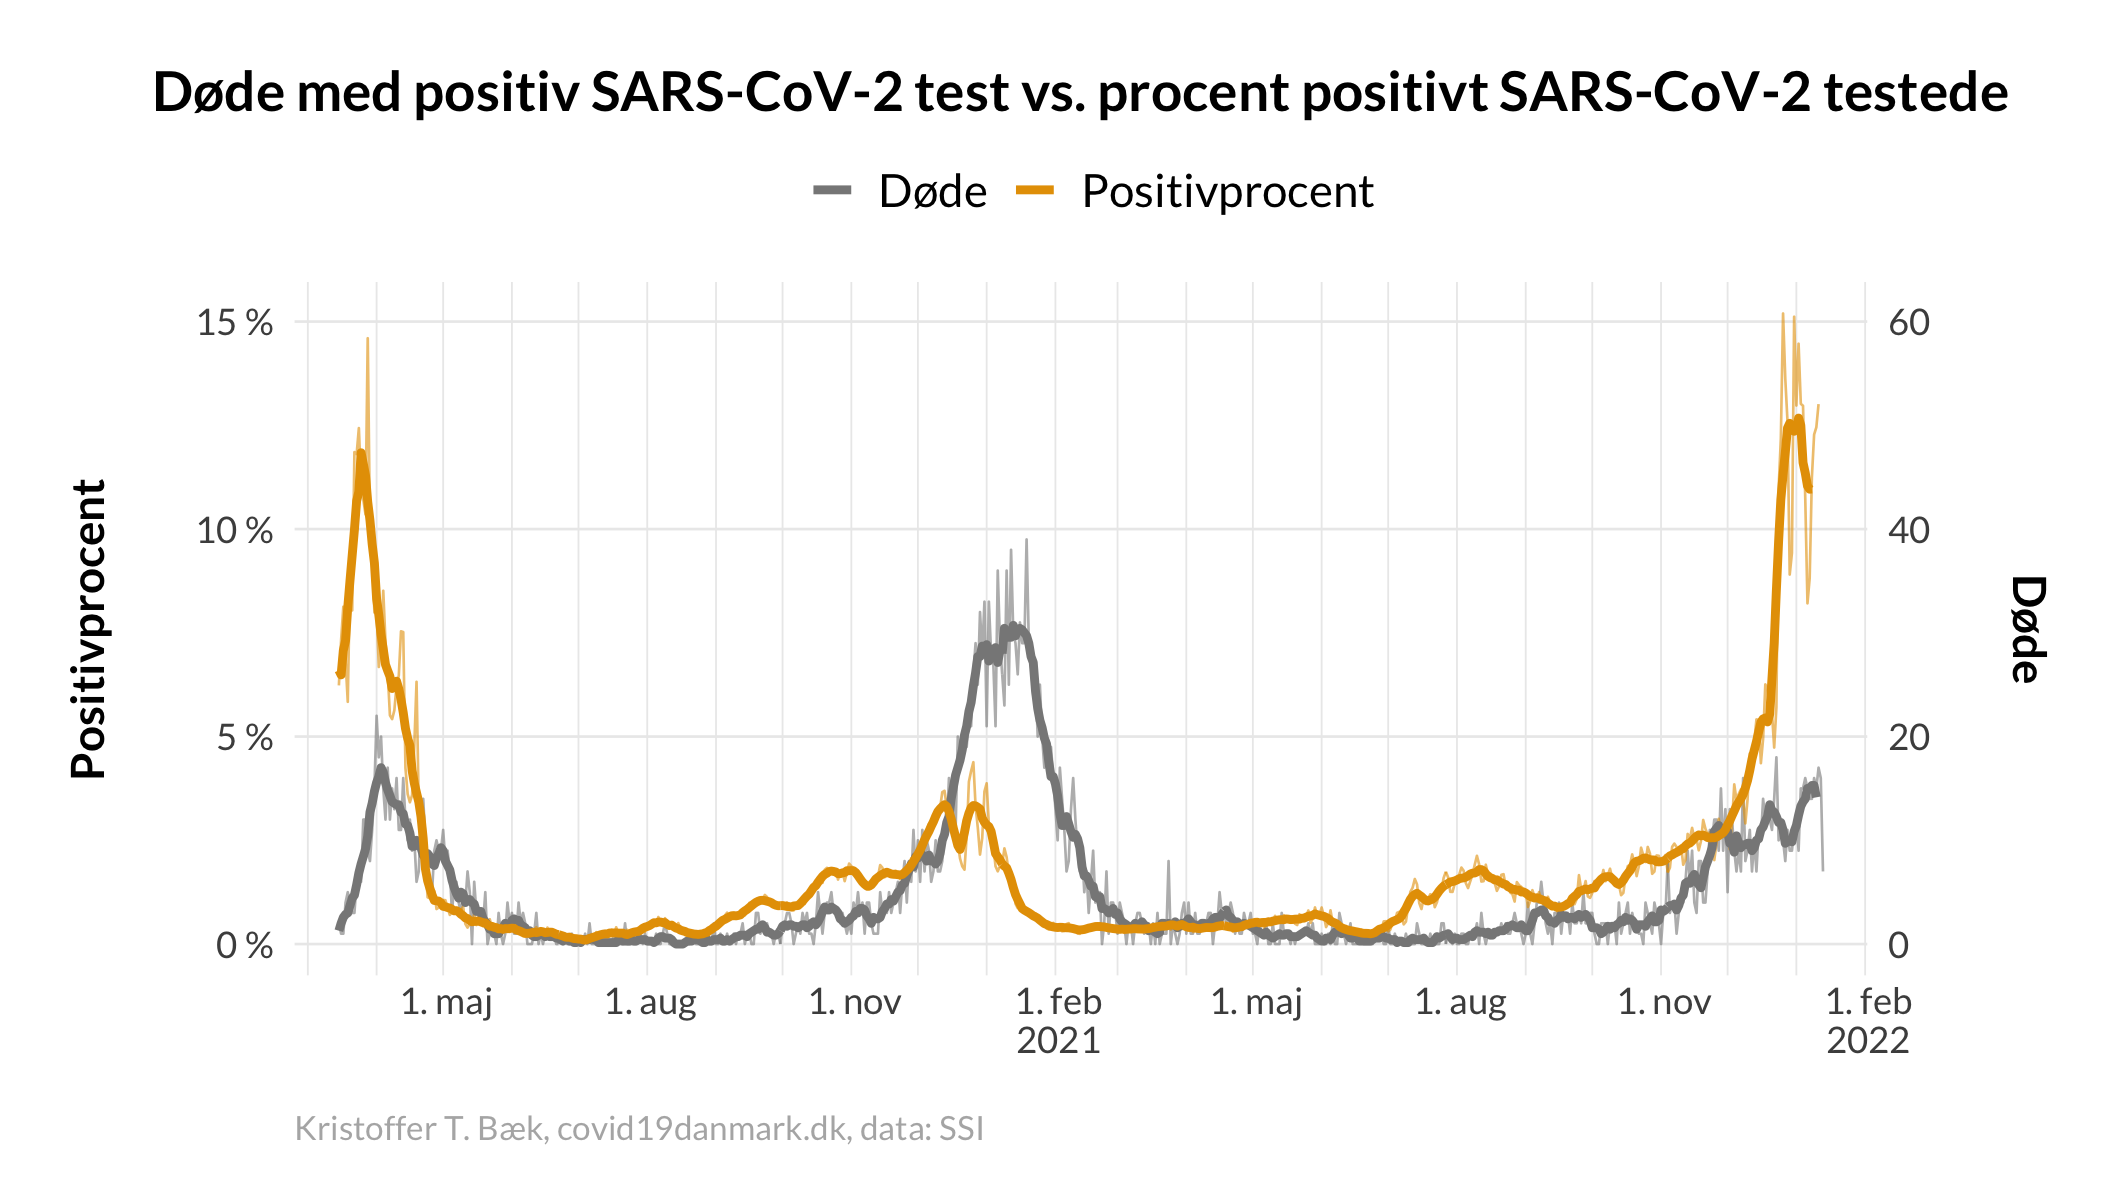 Døde med positiv SARS-CoV-2 test vs. procent positivt SARS-CoV-2 testede
Døde Positivprocent
15 %
10 %
5 %
0 %
Positivprocent
60
40
20
0
Døde
1. maj 1. aug 1. nov 1. feb 1. maj 1. aug 1. nov 1. feb
2021 2022
Kristoffer T. Bæk, covid19danmark.dk, data: SSI